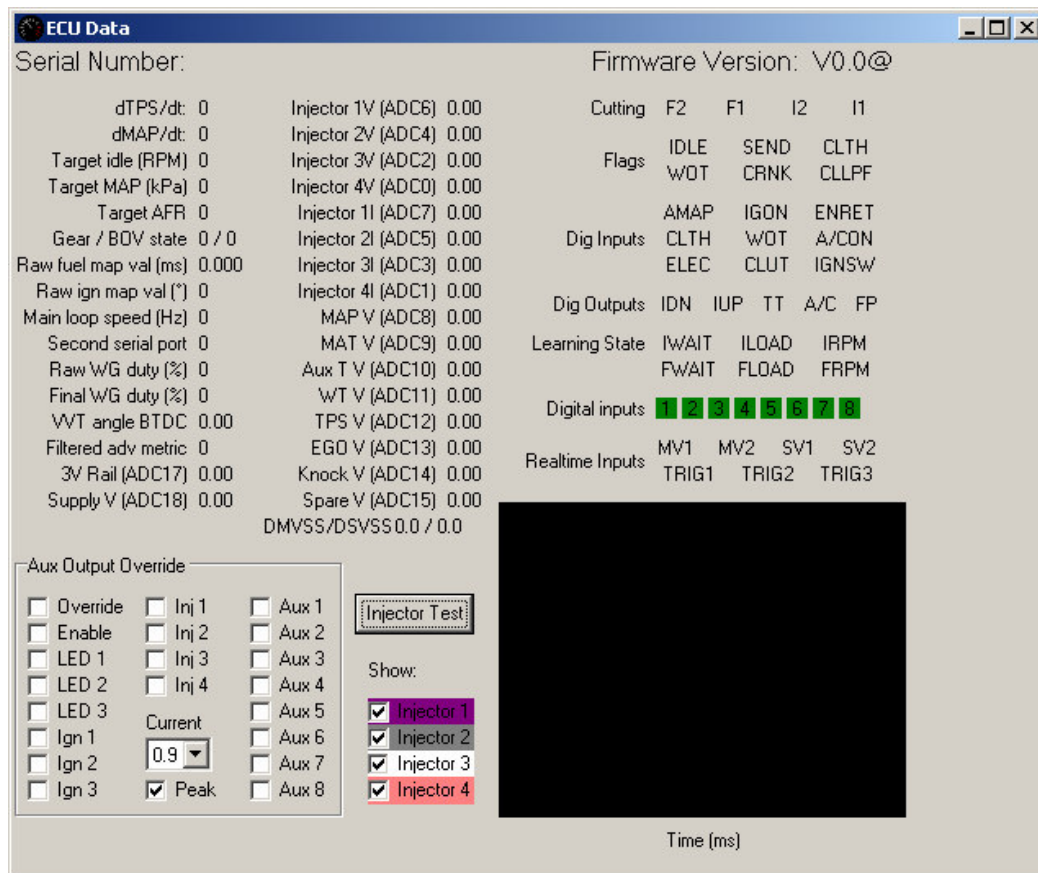 ECU Data
Serial Number:
Firmware Version: V0.0@
dTPS/dt: 0
dMAP/dt: 0
Target idle (RPM) 0
Target MAP (kPa) 0
Target AFR 0
Gear / BOV state 0 / 0
Raw fuel map val (ms) 0.000
Raw ign map val (°) 0
Main loop speed (Hz) 0
Second serial port 0
Raw WG duty (%) 0
Final WG duty (%) 0
VVT angle BTDC 0.00
Filtered adv metric 0
3V Rail (ADC17) 0.00
Supply V (ADC18) 0.00
Injector 1V (ADC6) 0.00
Injector 2V (ADC4) 0.00
Injector 3V (ADC2) 0.00
Injector 4V (ADC0) 0.00
Injector 1I (ADC7) 0.00
Injector 2I (ADC5) 0.00
Injector 3I (ADC3) 0.00
Injector 4I (ADC1) 0.00
MAP V (ADC8) 0.00
MAT V (ADC9) 0.00
Aux T V (ADC10) 0.00
WT V (ADC11) 0.00
TPS V (ADC12) 0.00
EGO V (ADC13) 0.00
Knock V (ADC14) 0.00
Spare V (ADC15) 0.00
DMVSS/DSVSS 0.0 / 0.0
Cutting F2 F1 I2 I1
Flags
IDLE SEND CLTH
WOT CRNK CLLPF
Dig Inputs
AMAP IGON ENRET
CLTH WOT A/CON
ELEC CLUT IGNSW
Dig Outputs IDN IUP TT A/C FP
Learning State IWAIT ILOAD IRPM
FWAIT FLOAD FRPM
Digital inputs 1 2 3 4 5 6 7 8
Realtime Inputs
MV1 MV2 SV1 SV2
TRIG1 TRIG2 TRIG3
Aux Output Override
Override
Enable
LED 1
LED 2
LED 3
Ign 1
Ign 2
Ign 3
Inj 1
Inj 2
Inj 3
Inj 4
Current
0.9
Peak
Aux 1
Aux 2
Aux 3
Aux 4
Aux 5
Aux 6
Aux 7
Aux 8
Injector Test
Show:
Injector 1
Injector 2
Injector 3
Injector 4
Time (ms)